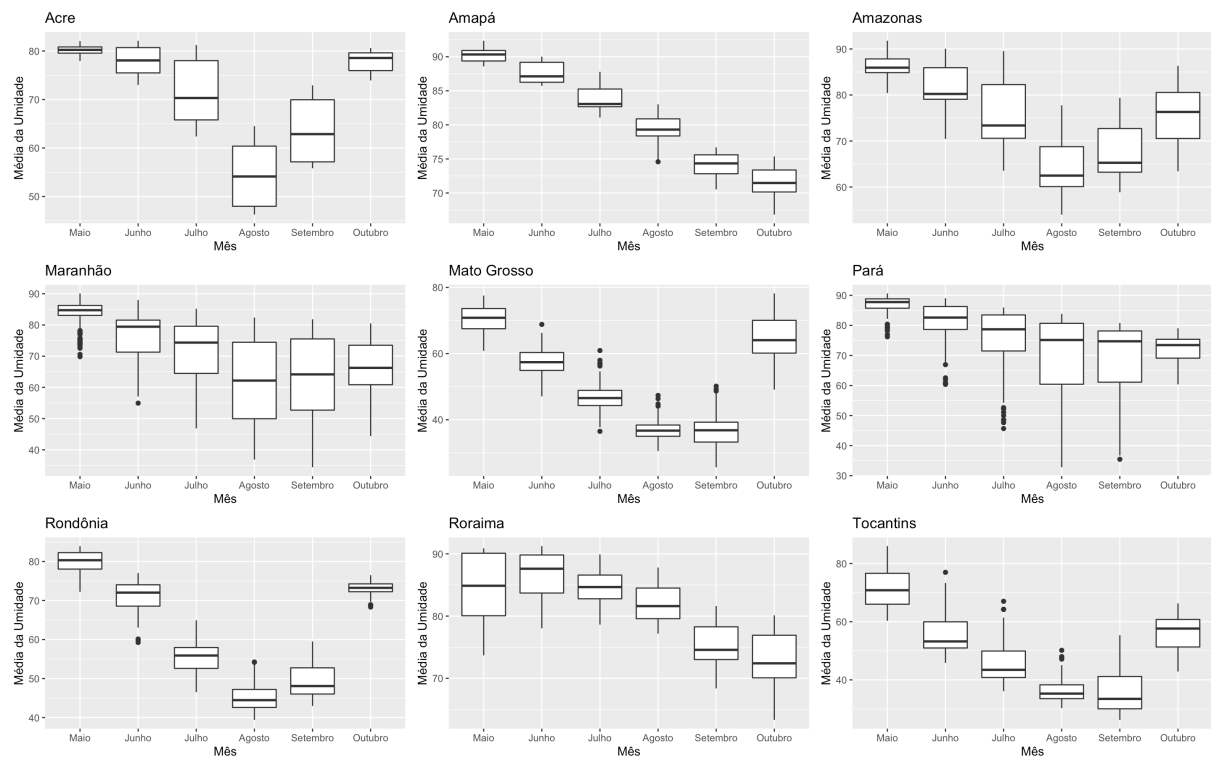 Acre
Média da Umidade
80
70
60
50
Maio Junho Julho Agosto Setembro Outubro
Mês
Amapá
Média da Umidade
90
85
80
75
70
Maio Junho Julho Agosto Setembro Outubro
Mês
Amazonas
Média da Umidade
90
80
70
60
Maio Junho Julho Agosto Setembro Outubro
Mês
Maranhão
Média da Umidade
90
80
70
60
50
40
Maio Junho Julho Agosto Setembro Outubro
Mês
Mato Grosso
Média da Umidade
80
60
40
Maio Junho Julho Agosto Setembro Outubro
Mês
Pará
Média da Umidade
90
80
70
60
50
40
30
Maio Junho Julho Agosto Setembro Outubro
Mês
Rondônia
Média da Umidade
80
70
60
50
40
Maio Junho Julho Agosto Setembro Outubro
Mês
Roraima
Média da Umidade
90
80
70
Maio Junho Julho Agosto Setembro Outubro
Mês
Tocantins
Média da Umidade
80
60
40
Maio Junho Julho Agosto Setembro Outubro
Mês